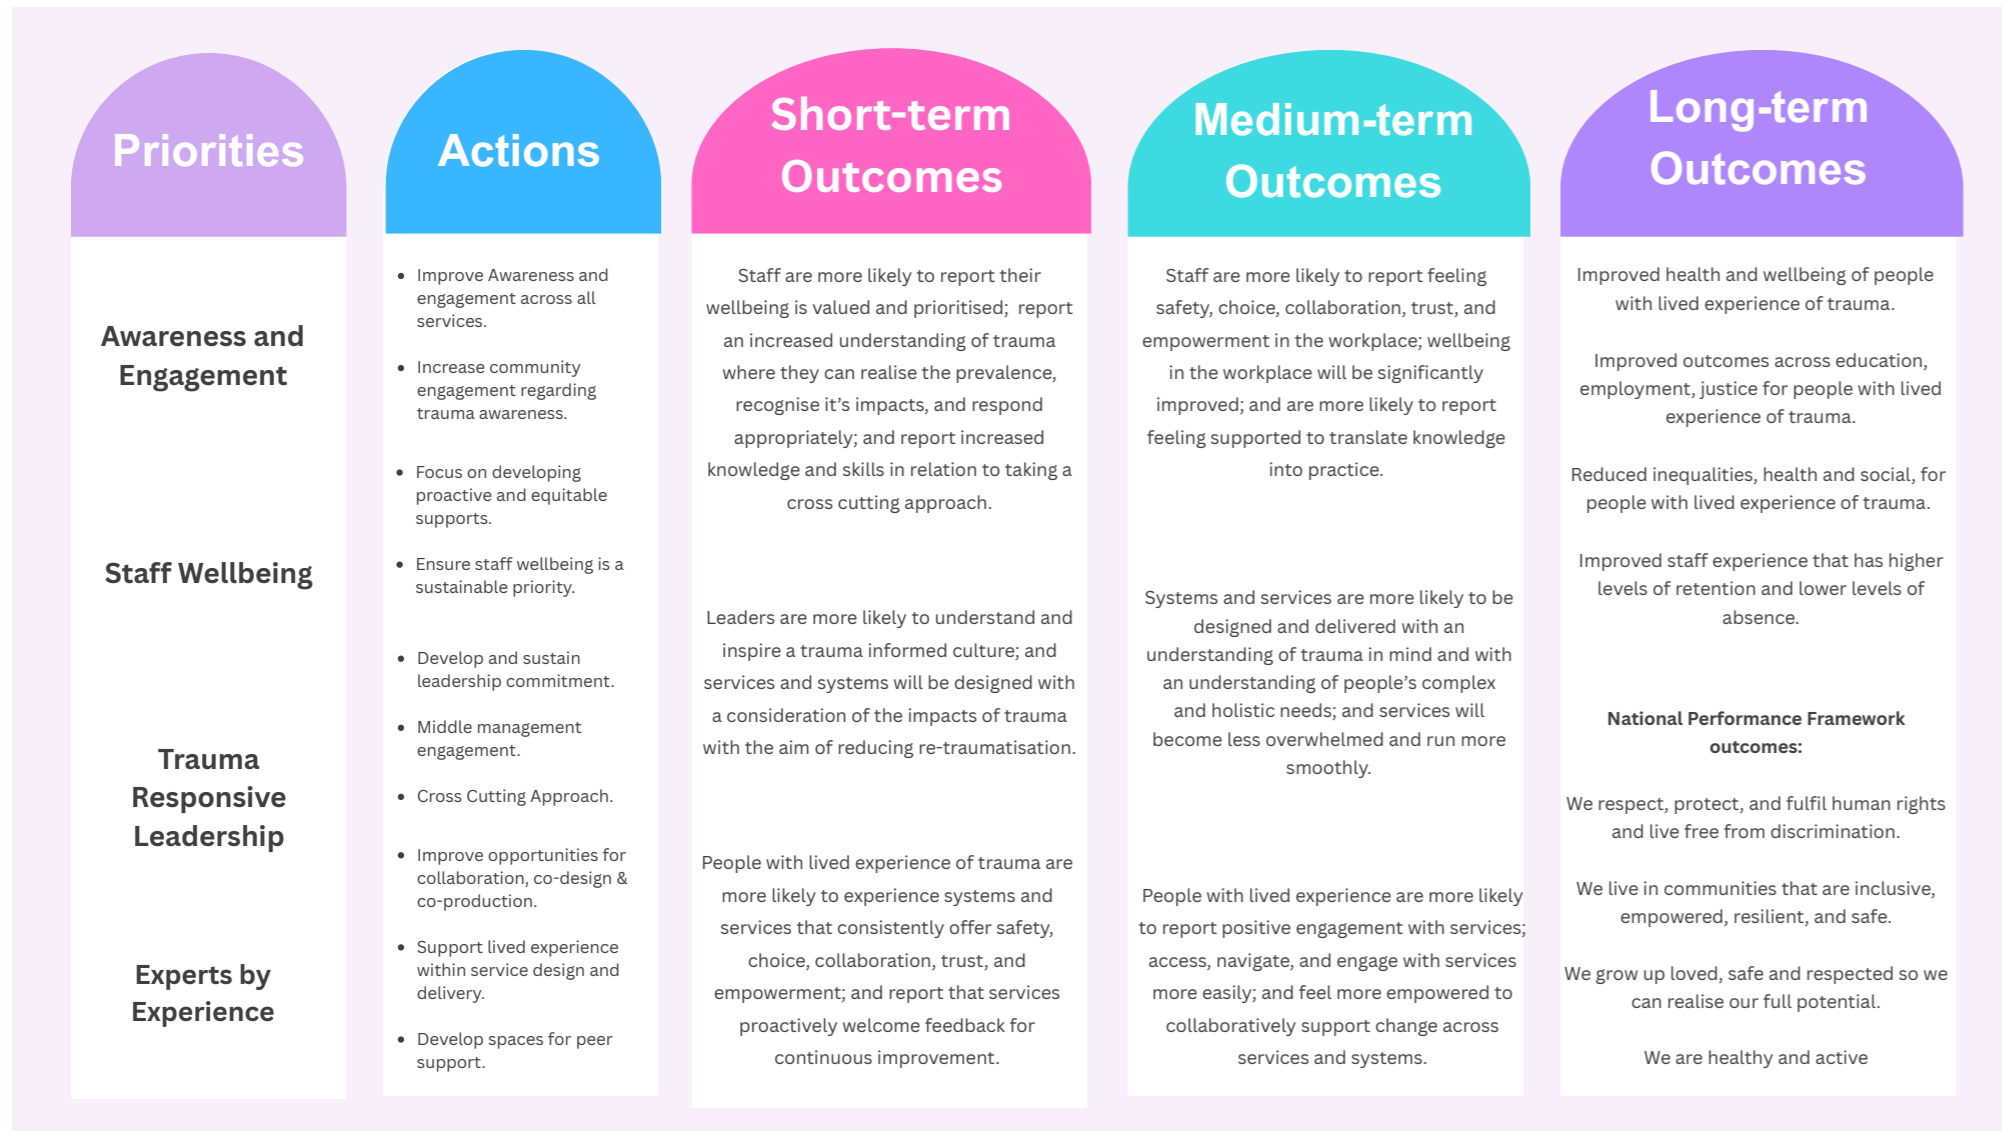 Priorities
Awareness and
Engagement
Staff Wellbeing
Trauma
Responsive
Leadership
Experts by
Experience
Actions
• Improve Awareness and
engagement across all
services.
• Increase community
engagement regarding
trauma awareness.
• Focus on developing
proactive and equitable
supports.
• Ensure staff wellbeing is a
sustainable priority.
• Develop and sustain
leadership commitment.
• Middle management
engagement.
• Cross Cutting Approach.
• Improve opportunities for
collaboration, co-design &
co-production.
• Support lived experience
within service design and
delivery.
• Develop spaces for peer
support.
Short-term
Outcomes
Staff are more likely to report their
wellbeing is valued and prioritised;  report
an increased understanding of trauma
where they can realise the prevalence,
recognise it’s impacts, and respond
appropriately; and report increased
knowledge and skills in relation to taking a
cross cutting approach.
Leaders are more likely to understand and
inspire a trauma informed culture; and
services and systems will be designed with
a consideration of the impacts of trauma
with the aim of reducing re-traumatisation.
People with lived experience of trauma are
more likely to experience systems and
services that consistently offer safety,
choice, collaboration, trust, and
empowerment; and report that services
proactively welcome feedback for
continuous improvement.
Medium-term
Outcomes
Staff are more likely to report feeling
safety, choice, collaboration, trust, and
empowerment in the workplace; wellbeing
in the workplace will be significantly
improved; and are more likely to report
feeling supported to translate knowledge
into practice.
Systems and services are more likely to be
designed and delivered with an
understanding of trauma in mind and with
an understanding of people’s complex
and holistic needs; and services will
become less overwhelmed and run more
smoothly.
People with lived experience are more likely
to report positive engagement with services;
access, navigate, and engage with services
more easily; and feel more empowered to
collaboratively support change across
services and systems.
Long-term
Outcomes
Improved health and wellbeing of people
with lived experience of trauma.
Improved outcomes across education,
employment, justice for people with lived
experience of trauma.
Reduced inequalities, health and social, for
people with lived experience of trauma.
Improved staff experience that has higher
levels of retention and lower levels of
absence.
National Performance Framework
outcomes:
We respect, protect, and fulfil human rights
and live free from discrimination.
We live in communities that are inclusive,
empowered, resilient, and safe.
We grow up loved, safe and respected so we
can realise our full potential.
We are healthy and active